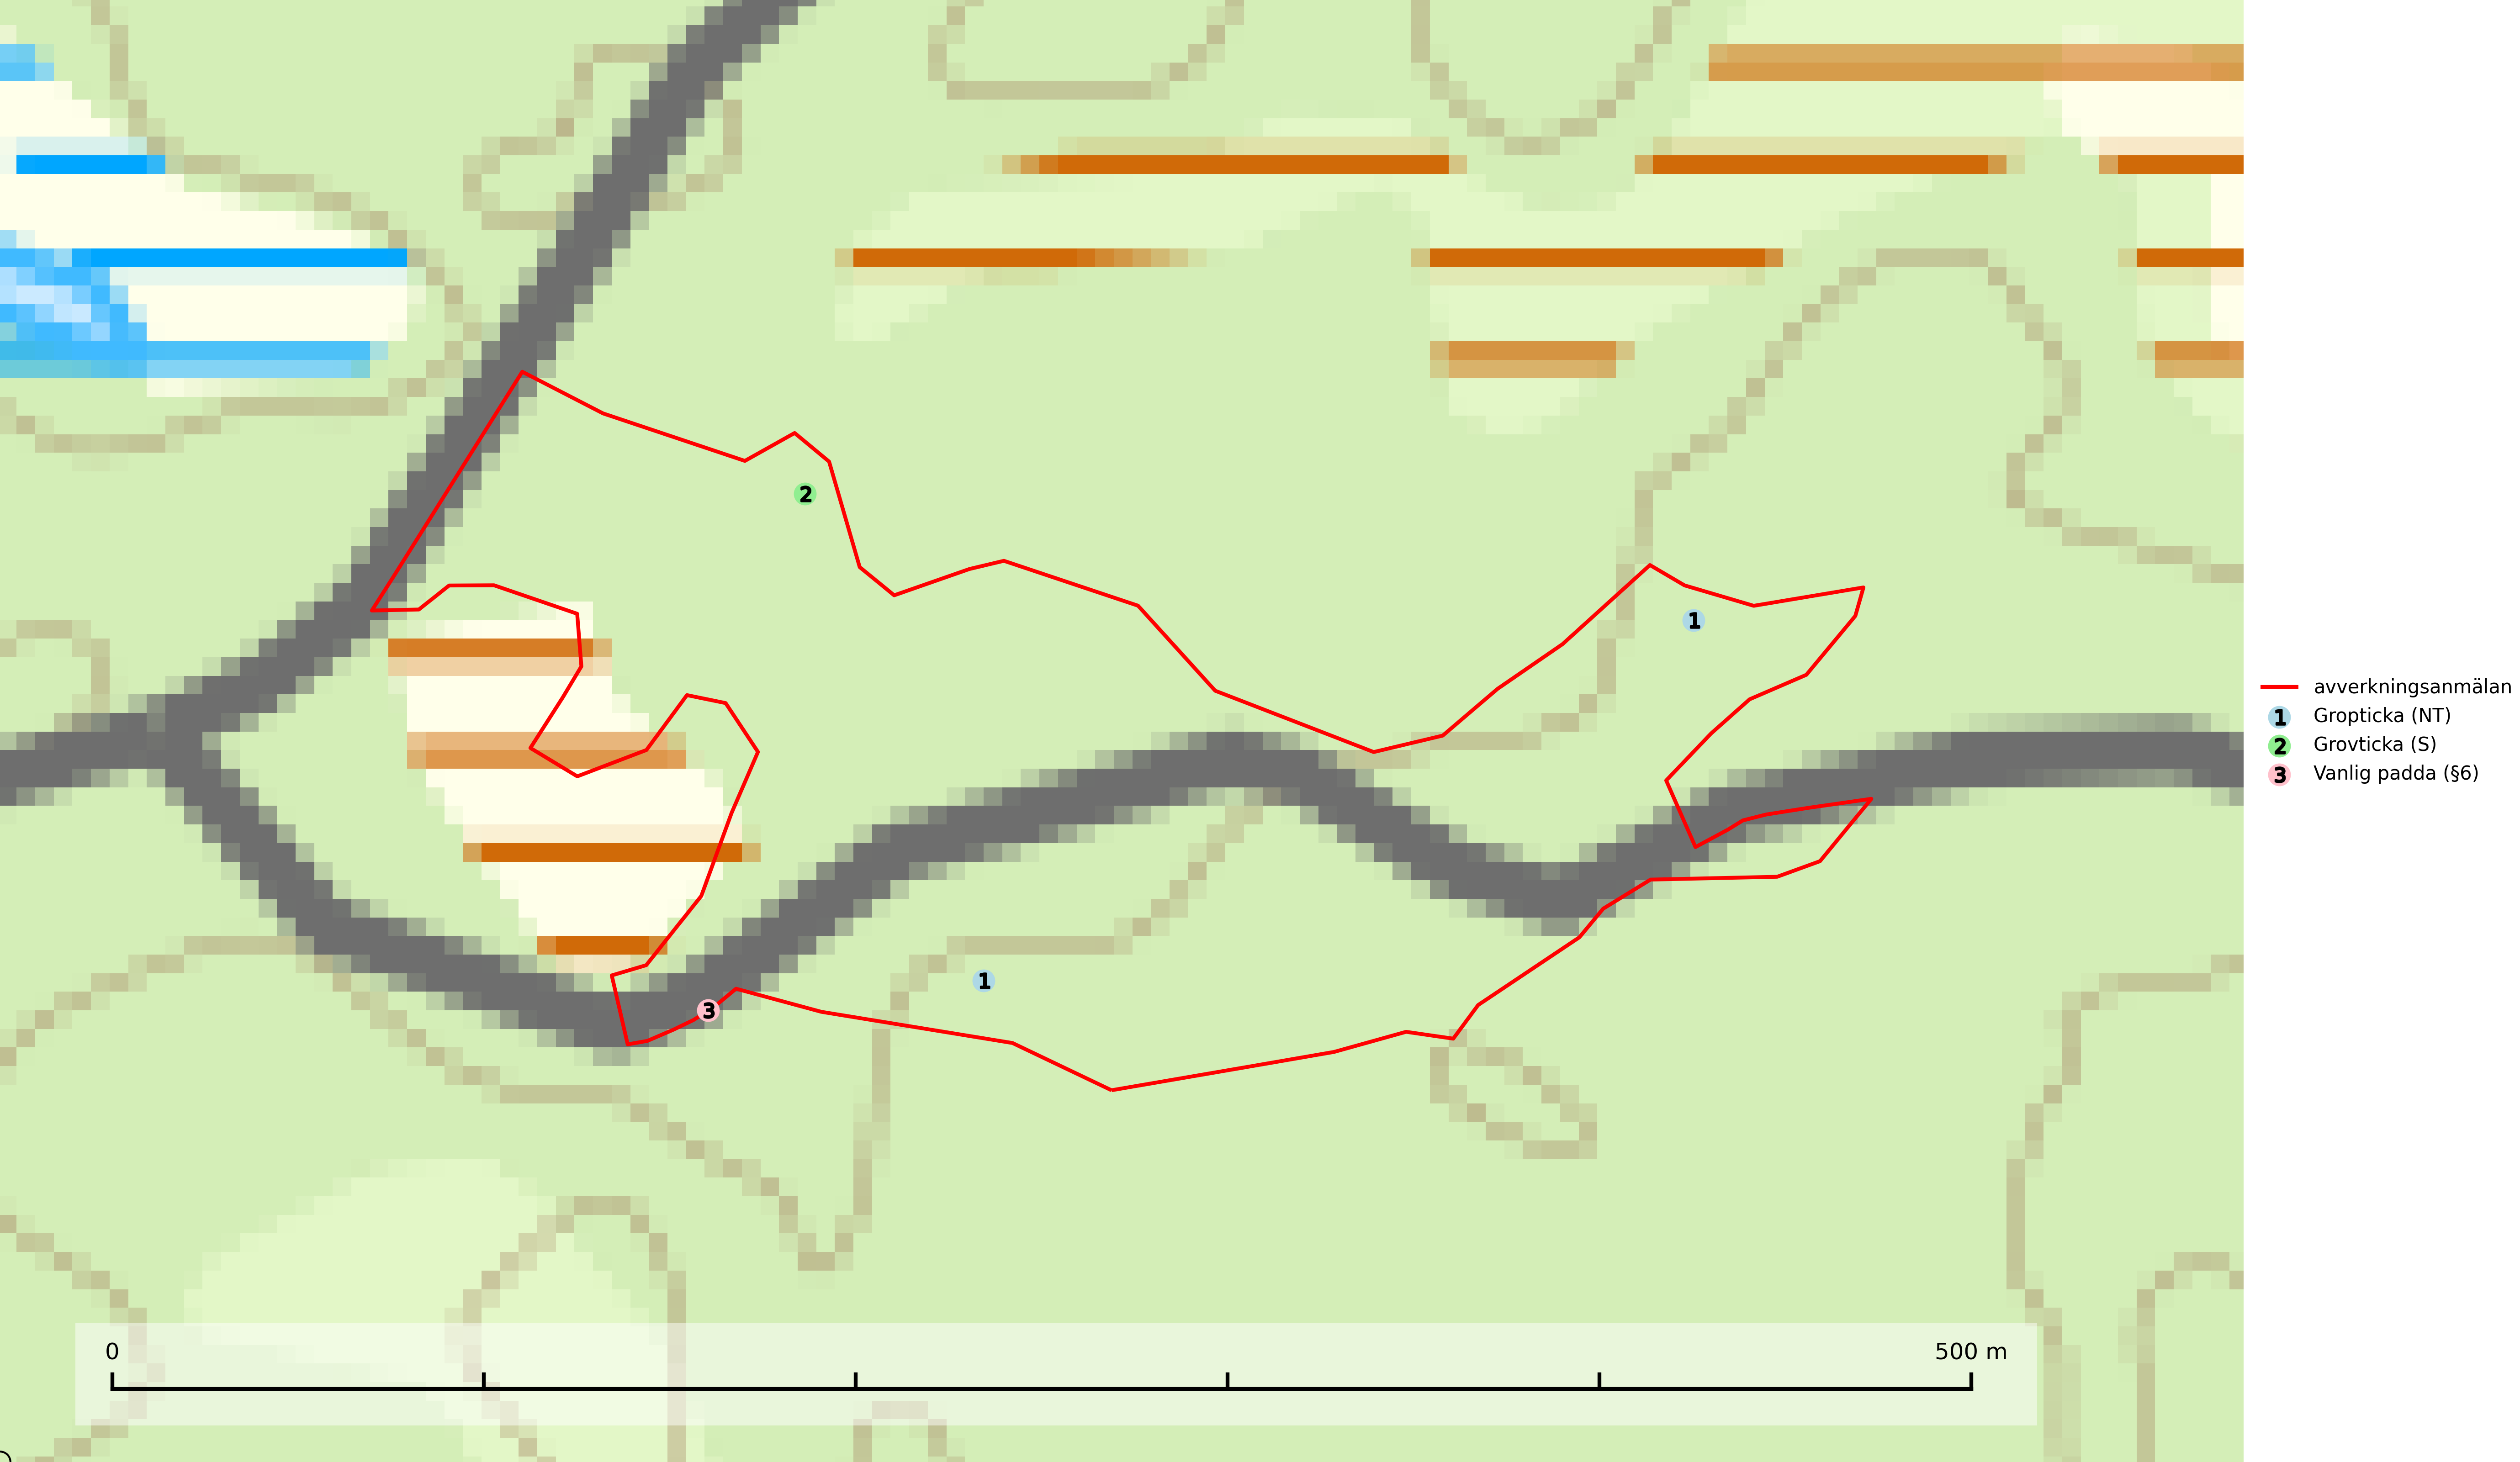 2
1
1
3
avverkningsanmälan
1 Gropticka (NT)
2 Grovticka (S)
3 Vanlig padda (§6)
0 500 m